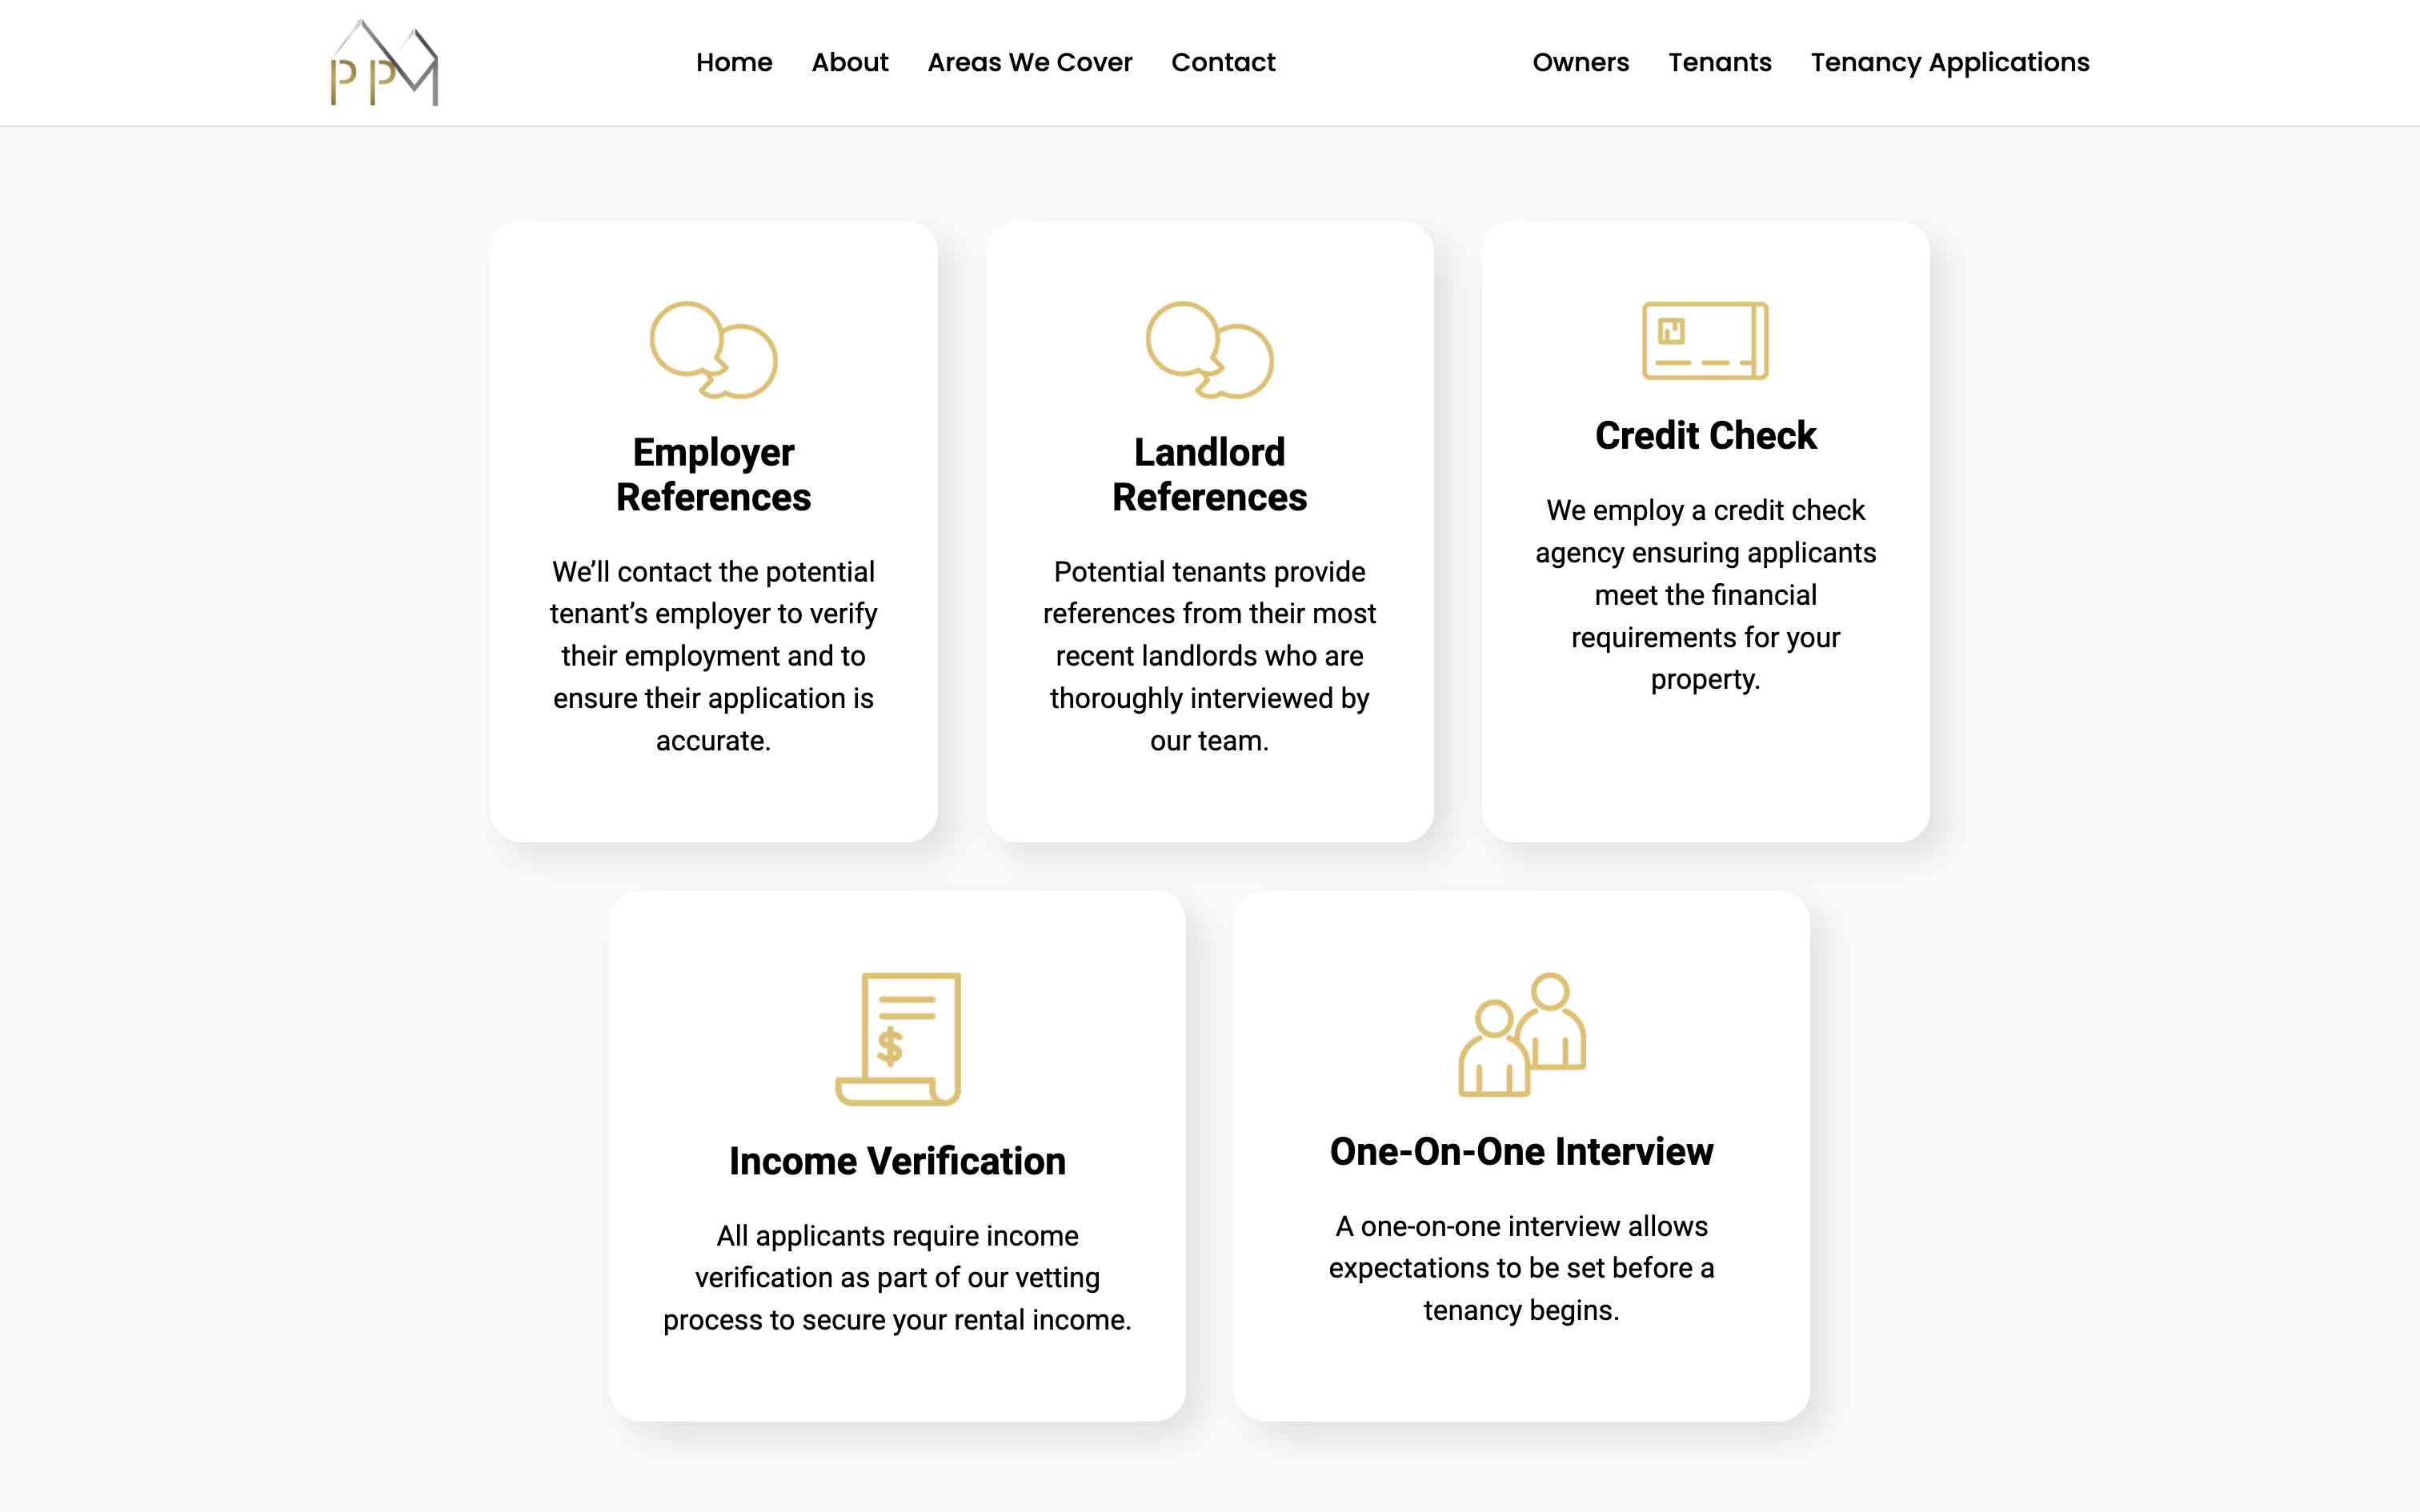 PPM
Home
About
Areas We Cover
Contact
Owners
Tenants
Tenancy Applications
Employer
References
We’ll contact the potential
tenant’s employer to verify
their employment and to
ensure their application is
accurate.
Landlord
References
Potential tenants provide
references from their most
recent landlords who are
thoroughly interviewed by
our team.
Credit Check
We employ a credit check
agency ensuring applicants
meet the financial
requirements for your
property.
$
Income Verification
All applicants require income
verification as part of our vetting
process to secure your rental income.
One-On-One Interview
A one-on-one interview allows
expectations to be set before a
tenancy begins.